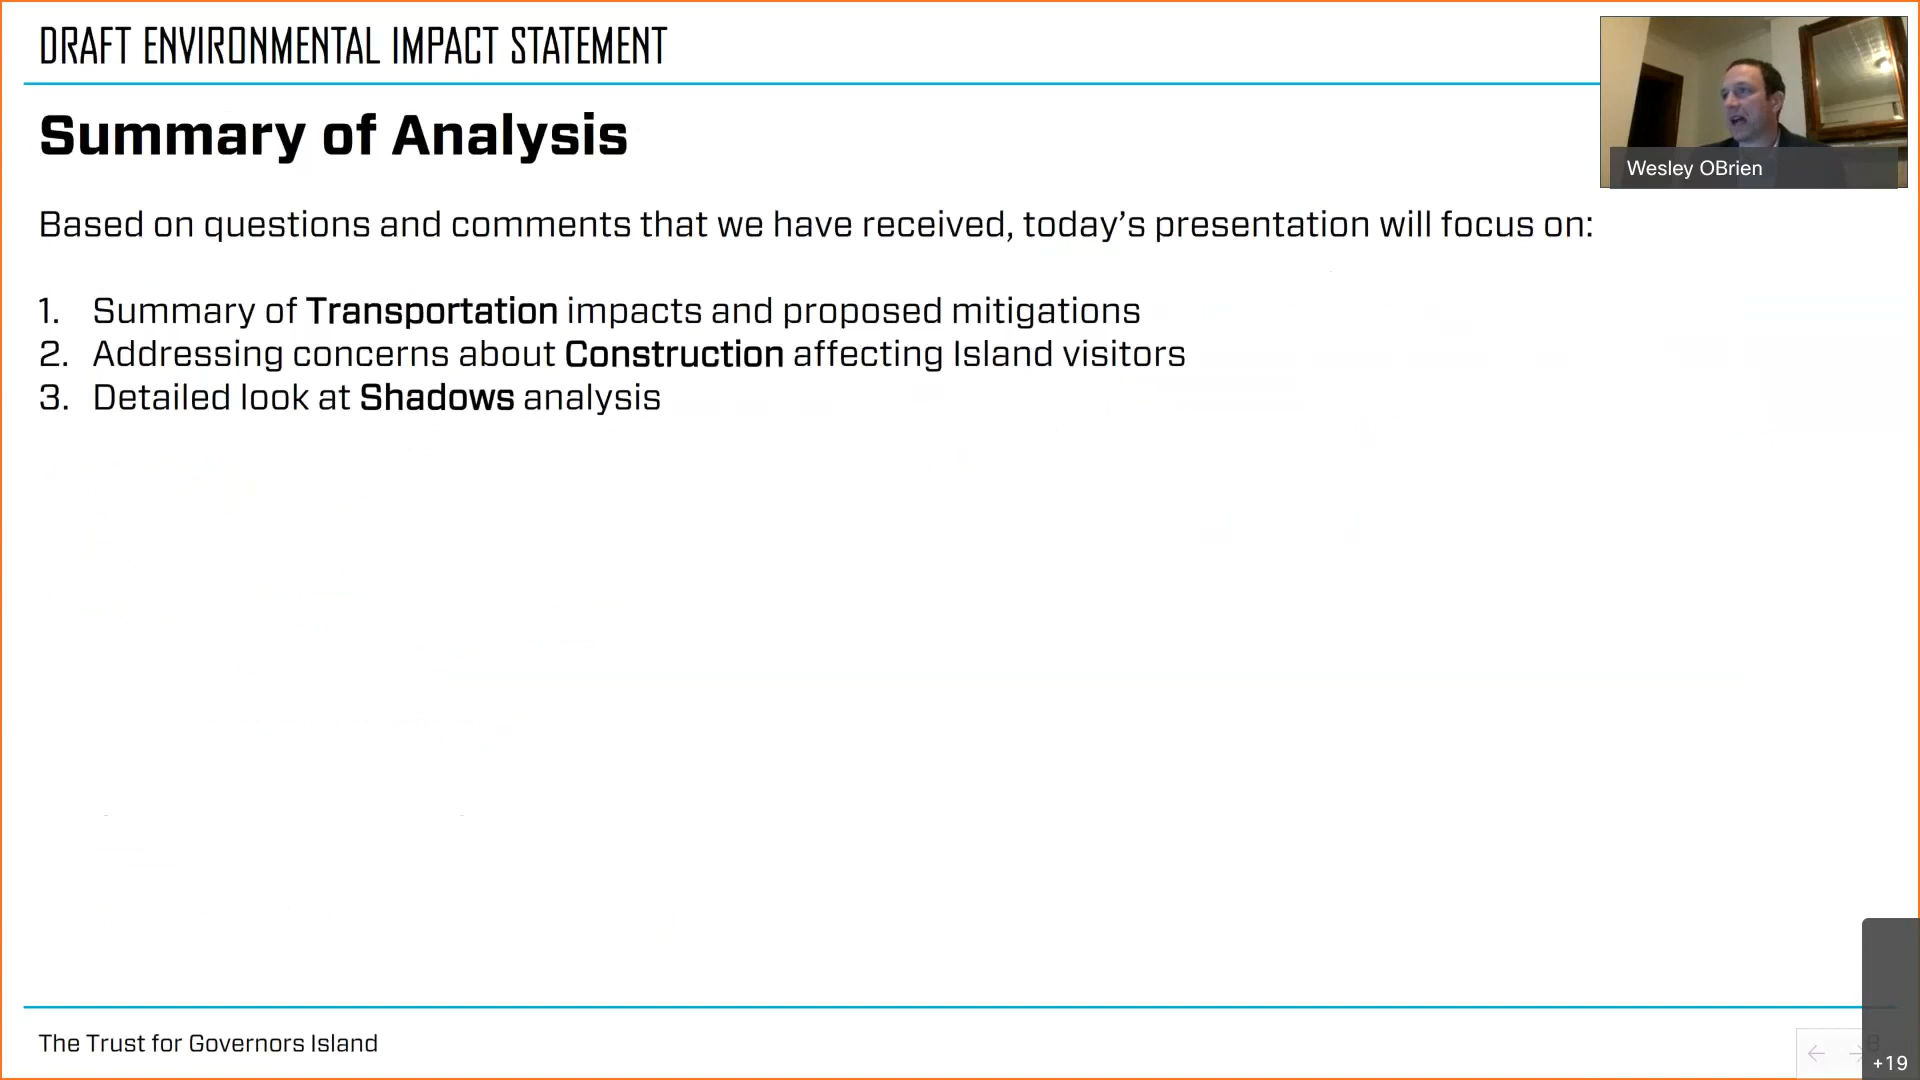 DRAFT ENVIRONMENTAL IMPACT STATEMENT
Summary of Analysis
Wesley OBrien
Based on questions and comments that we have received, today’s presentation will focus on:
1. Summary of Transportation impacts and proposed mitigations
2. Addressing concerns about Construction affecting Island visitors
3. Detailed look at Shadows analysis
The Trust for Governors Island
+19